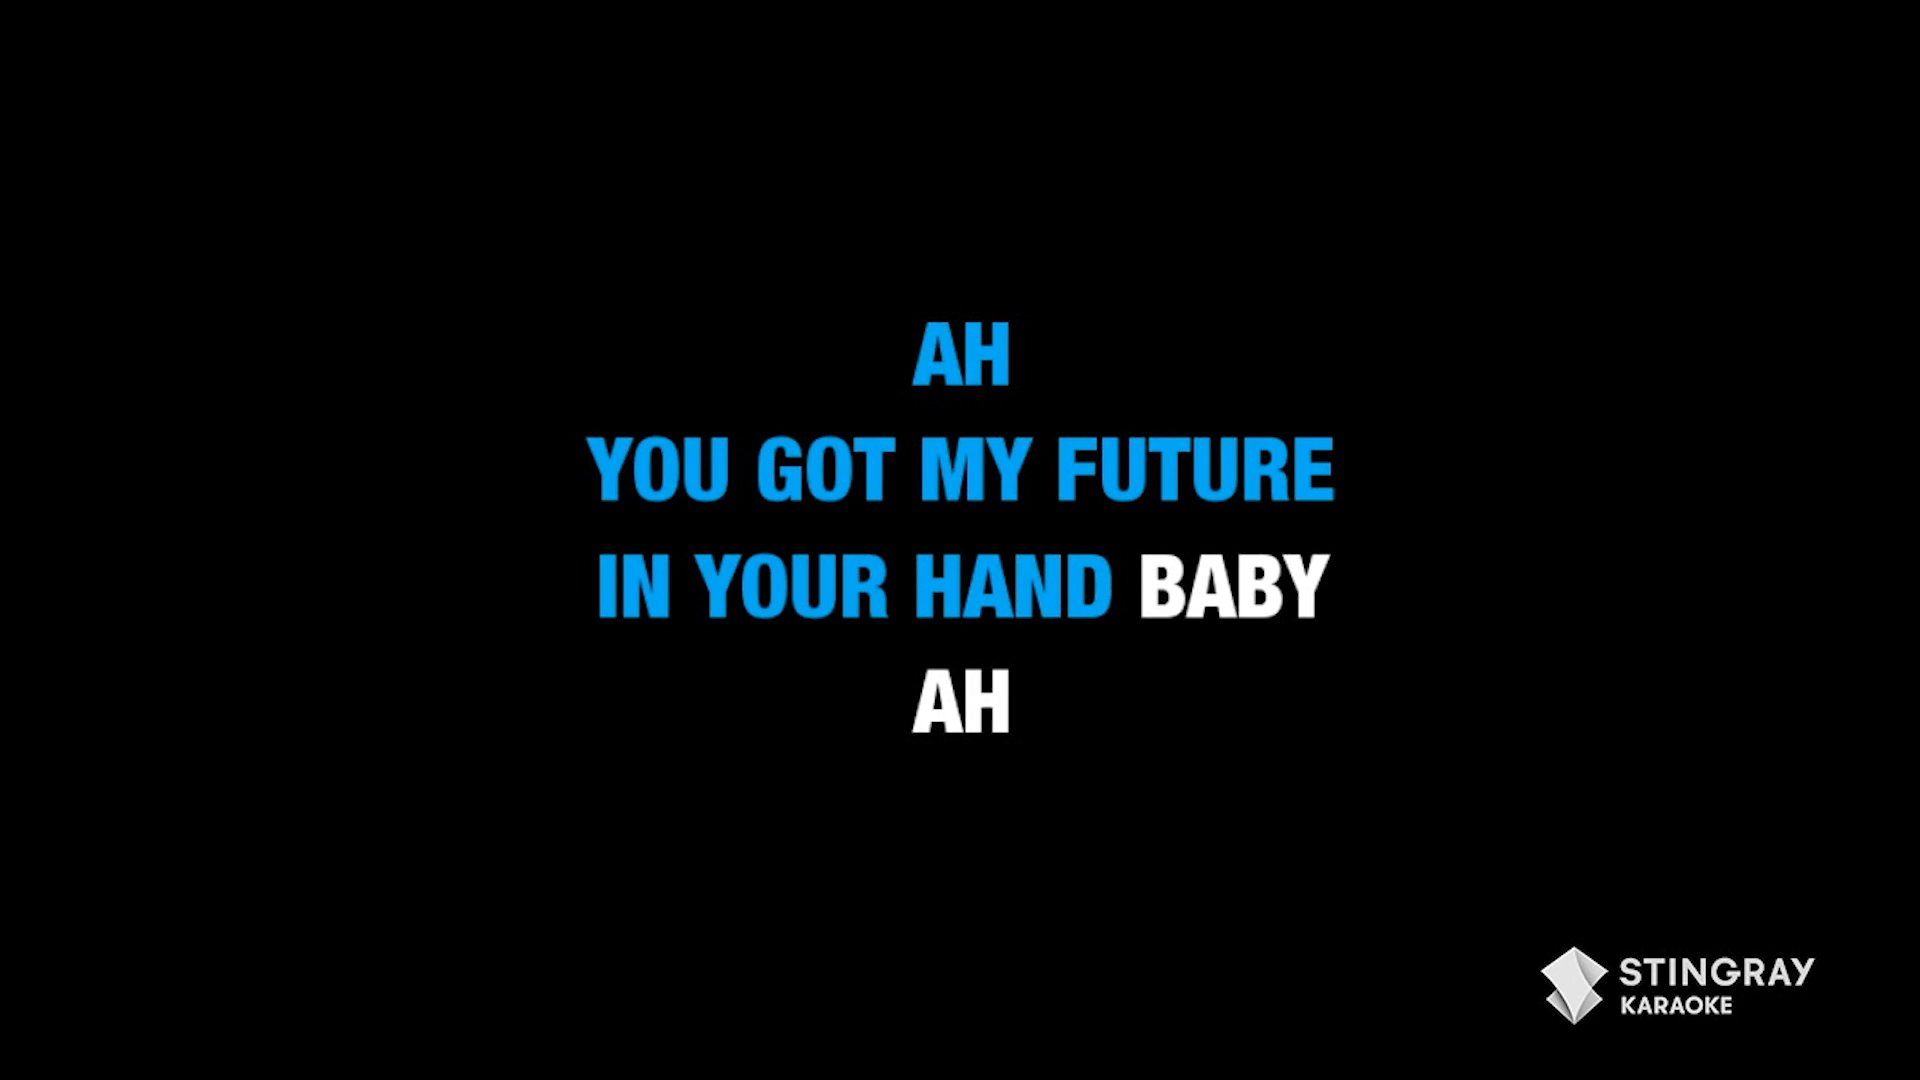 AH
YOU GOT MY FUTURE
IN YOUR HAND BABY
AH
STINGRAY
KARAOKE